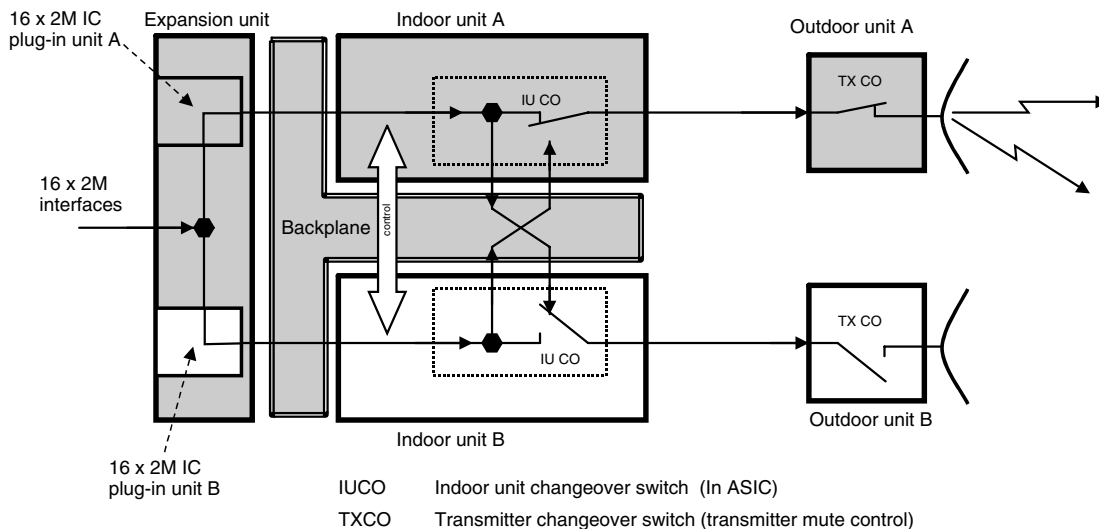 16 x 2M IC
plug-in unit A
Expansion unit
Indoor unit A
Outdoor unit A
IU CO
TX CO
16 x 2M
interfaces
Backplane
control
IU CO
TX CO
Indoor unit B
Outdoor unit B
16 x 2M IC
plug-in unit B
IUCO Indoor unit changeover switch (In ASIC)
TXCO Transmitter changeover switch (transmitter mute control)